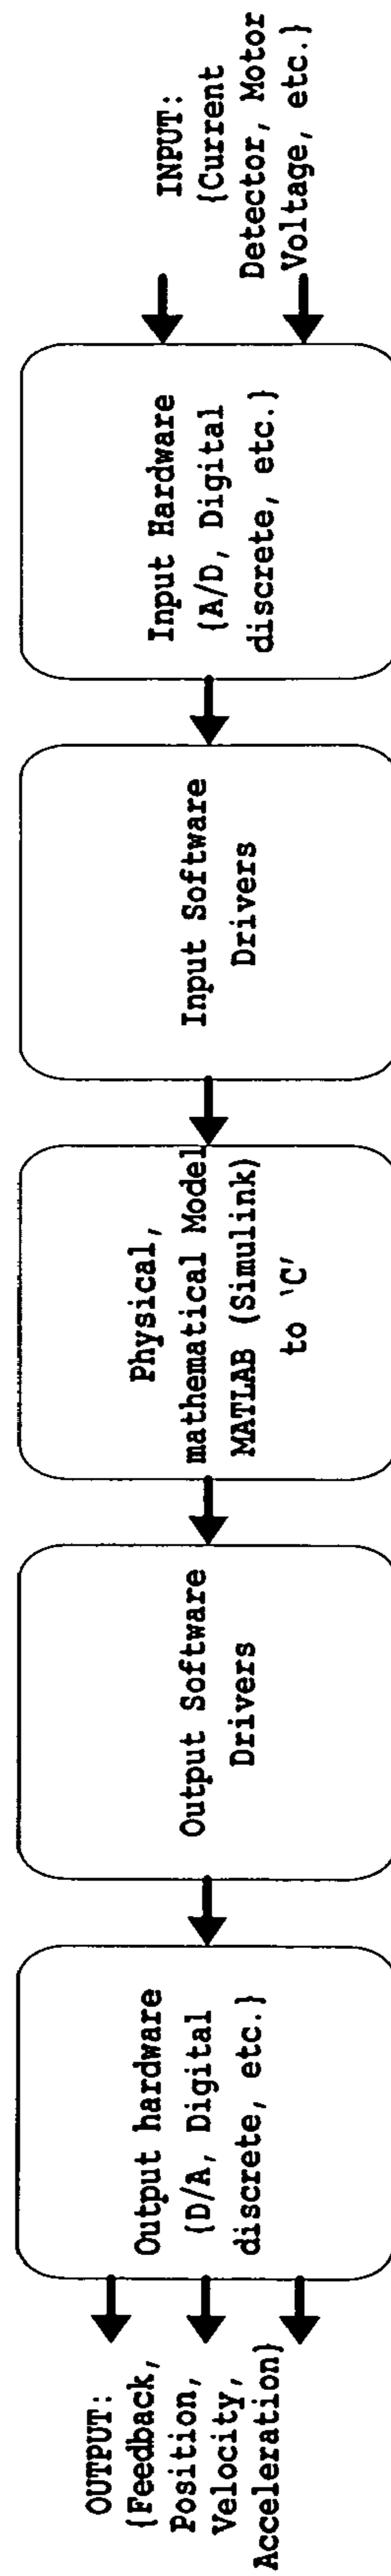 OUTPUT:
{Feedback,
Position,
Velocity,
Acceleration}
Output hardware
{D/A, Digital
discrete, etc.}
Output Software
Drivers
Physical,
mathematical Model
MATLAB (Simulink)
to 'C'
Input Software
Drivers
Input Hardware
{A/D, Digital
discrete, etc.}
INPUT:
{Current
Detector, Motor
Voltage, etc.}